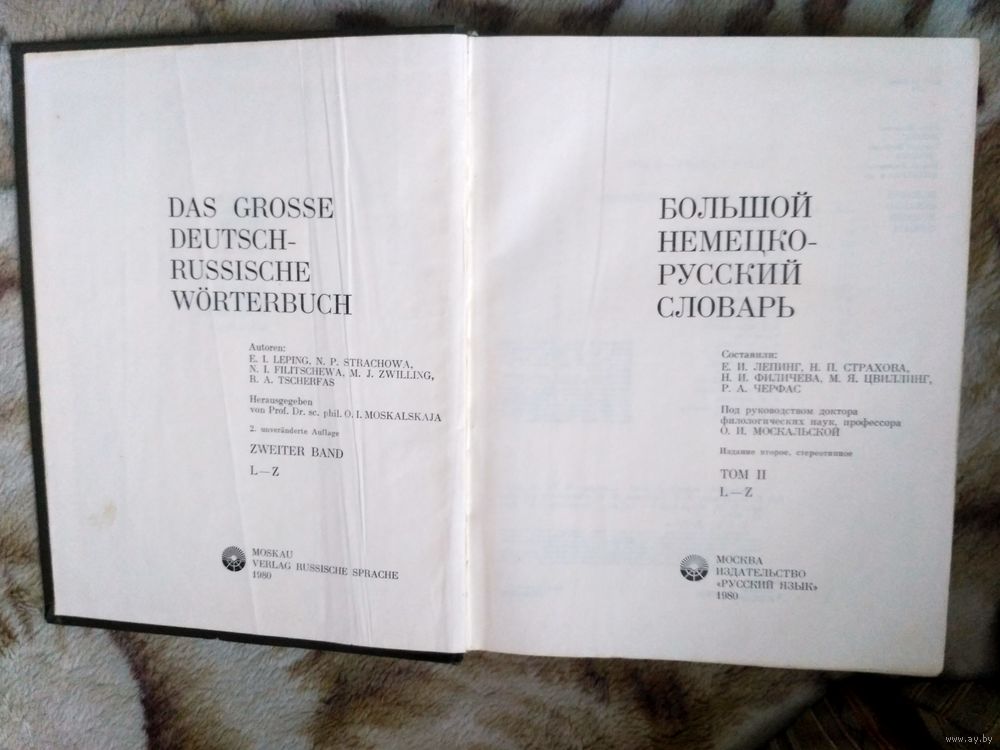 DAS GROSSE
DEUTSCH-
RUSSISCHE
WÖRTERBUCH
Autoren:
E. I. LEPING, N. P. STRACHOWA,
N. I. FILITSCHEWA, M. J. ZWILLING,
R. A. TSCHERFAS
Herausgegeben
von Prof. Dr. sc. phil. O. I. MOSKALSKAJA
2. unveränderte Auflage
ZWEITER BAND
L—Z
MOSKAU
VERLAG RUSSISCHE SPRACHE
1980
БОЛЬШОЙ
НЕМЕЦКО-
РУССКИЙ
СЛОВАРЬ
Составили:
Е. И. ЛЕПИНГ, Н. П. СТРАХОВА,
Н. И. ФИЛИЧЕВА, М. Я. ЦВИЛЛИНГ,
Р. А. ЧЕРФАС
Под руководством доктора
филологических наук, профессора
О. И. МОСКАЛЬСКОЙ
Издание второе, стереотипное
ТОМ II
L—Z
МОСКВА
ИЗДАТЕЛЬСТВО
«РУССКИЙ ЯЗЫК»
1980
www.ay.by